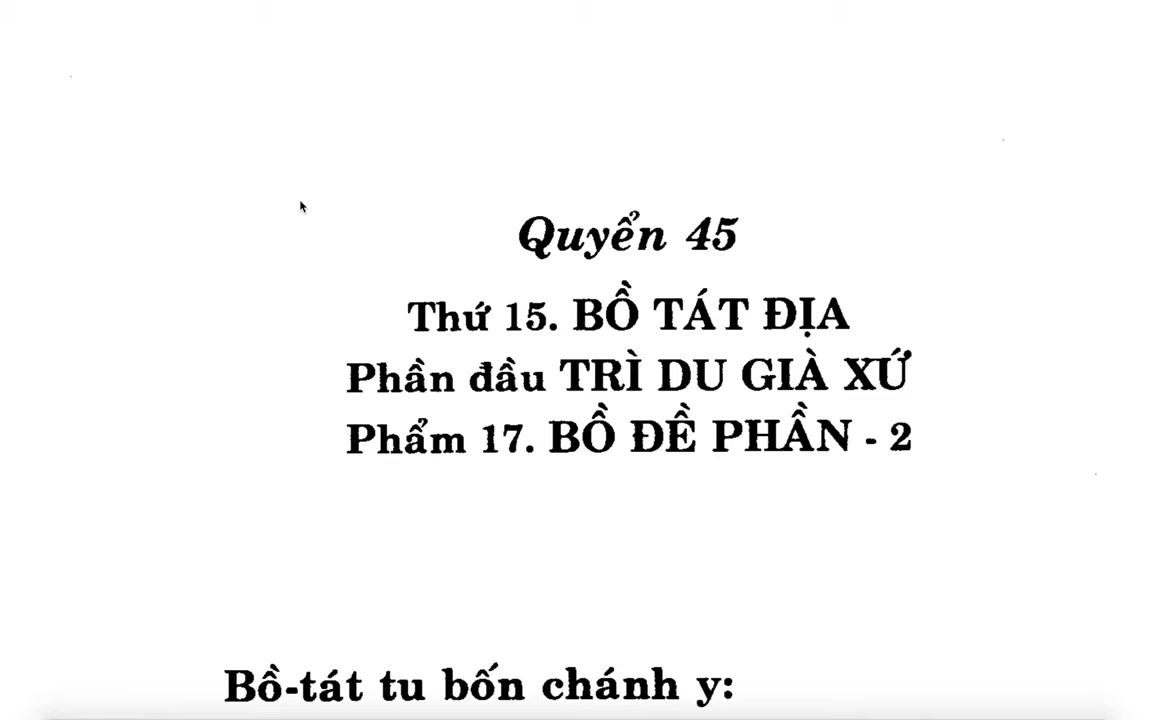 Quyển 45
Thứ 15. BỒ TÁT ĐỊA
Phần đầu TRÌ DU GIÀ XỨ
Phẩm 17. BỒ ĐỀ PHẦN - 2
Bồ-tát tu bốn chánh y: